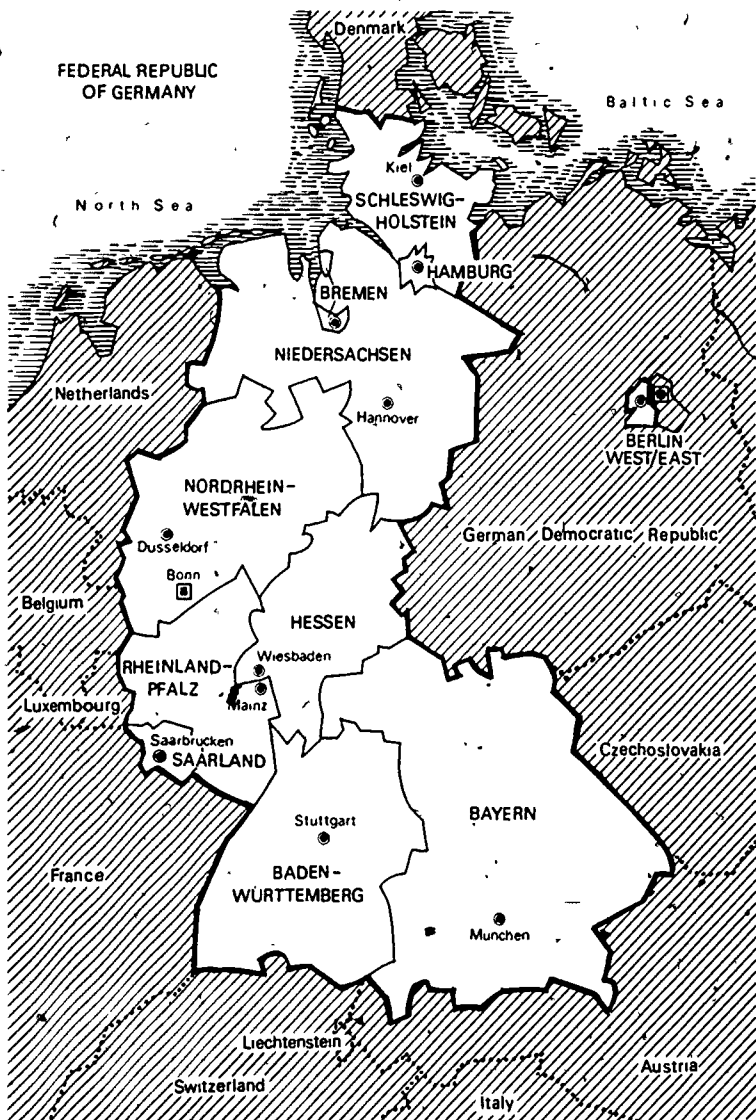 Denmark
FEDERAL REPUBLIC
OF GERMANY
Baltic Sea
Kiel
SCHLESWIG-
HOLSTEIN
North Sea
HAMBURG
BREMEN
NIEDERSACHSEN
Netherlands
Hannover
BERLIN
WEST/EAST
NORDRHEIN-
WESTFALEN
German Democratic Republic
Dusseldorf
Bonn
Belgium
HESSEN
Wiesbaden
RHEINLAND-
PFALZ
Mainz
Luxembourg
Saarbrucken
SAARLAND
Czechoslovakia
BAYERN
Stuttgart
France
BADEN-
WÜRTTEMBERG
Munchen
Liechtenstein
Austria
Switzerland
Italy